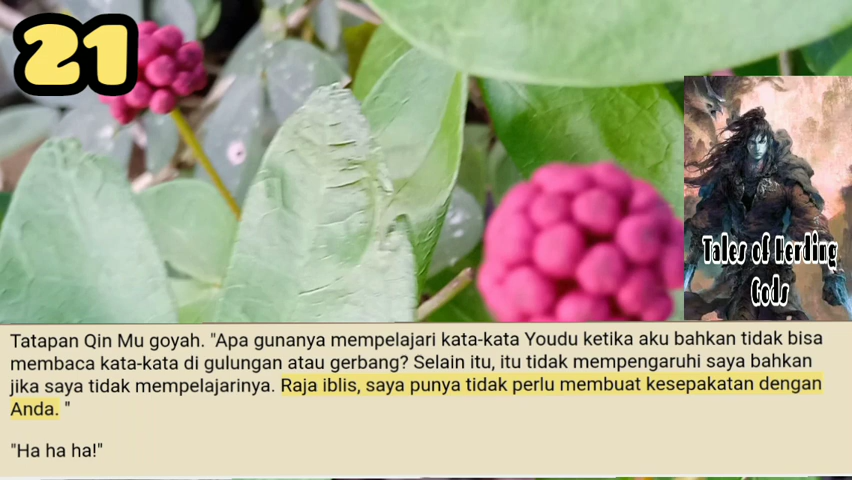 21
Tales of Herding
Gods
Tatapan Qin Mu goyah. "Apa gunanya mempelajari kata-kata Youdu ketika aku bahkan tidak bisa
membaca kata-kata di gulungan atau gerbang? Selain itu, itu tidak mempengaruhi saya bahkan
jika saya tidak mempelajarinya. Raja iblis, saya punya tidak perlu membuat kesepakatan dengan
Anda. "
"Ha ha ha!"